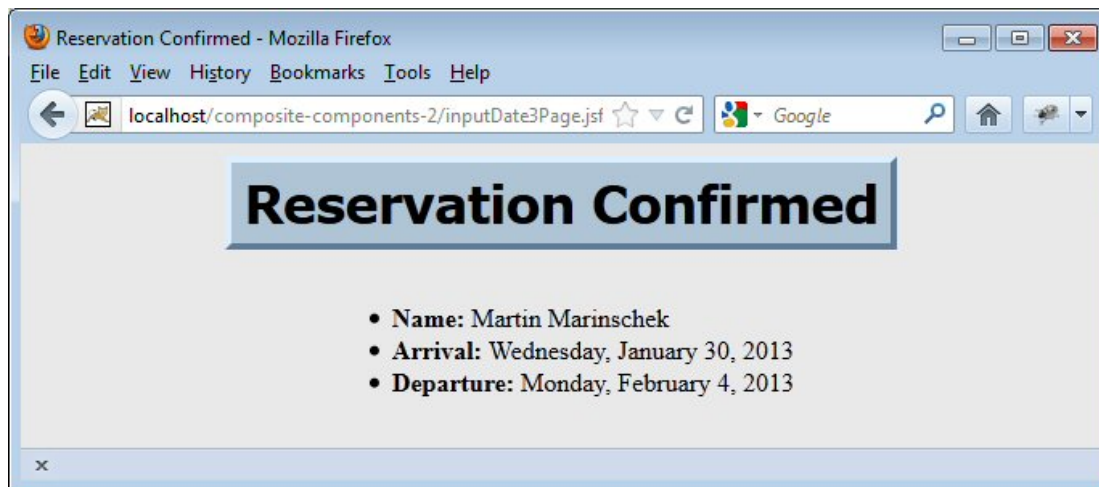 Reservation Confirmed - Mozilla Firefox
File Edit View History Bookmarks Tools Help
localhost/composite-components-2/inputDate3Page.jsf Google
Reservation Confirmed
• Name: Martin Marinschek
• Arrival: Wednesday, January 30, 2013
• Departure: Monday, February 4, 2013
x